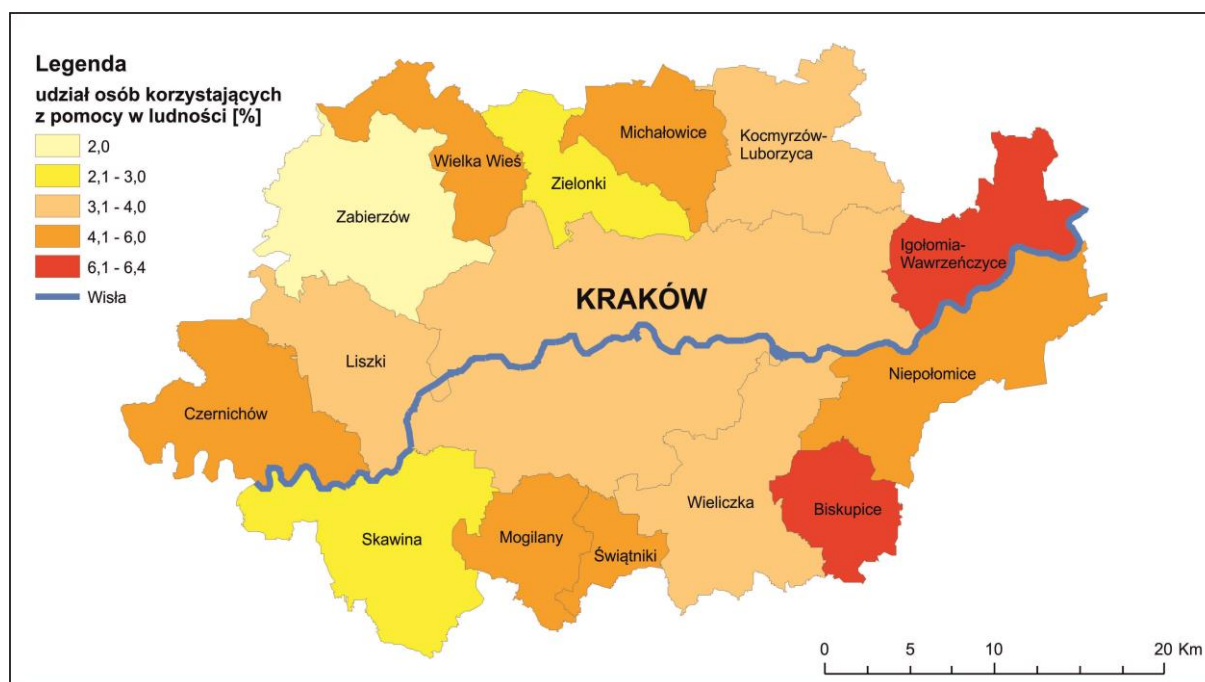 Legenda
udział osób korzystających
z pomocy w ludności [%]
2,0
2,1 - 3,0
3,1 - 4,0
4,1 - 6,0
6,1 - 6,4
Wisła
Michałowice
Kocmyrzów-
Luborzyca
Wielka Wieś
Zielonki
Zabierzów
Igołomia-
Wawrzeńczyce
KRAKÓW
Liszki
Niepołomice
Czernichów
Wieliczka
Biskupice
Skawina
Mogilany
Świątniki
0 5 10 20 Km